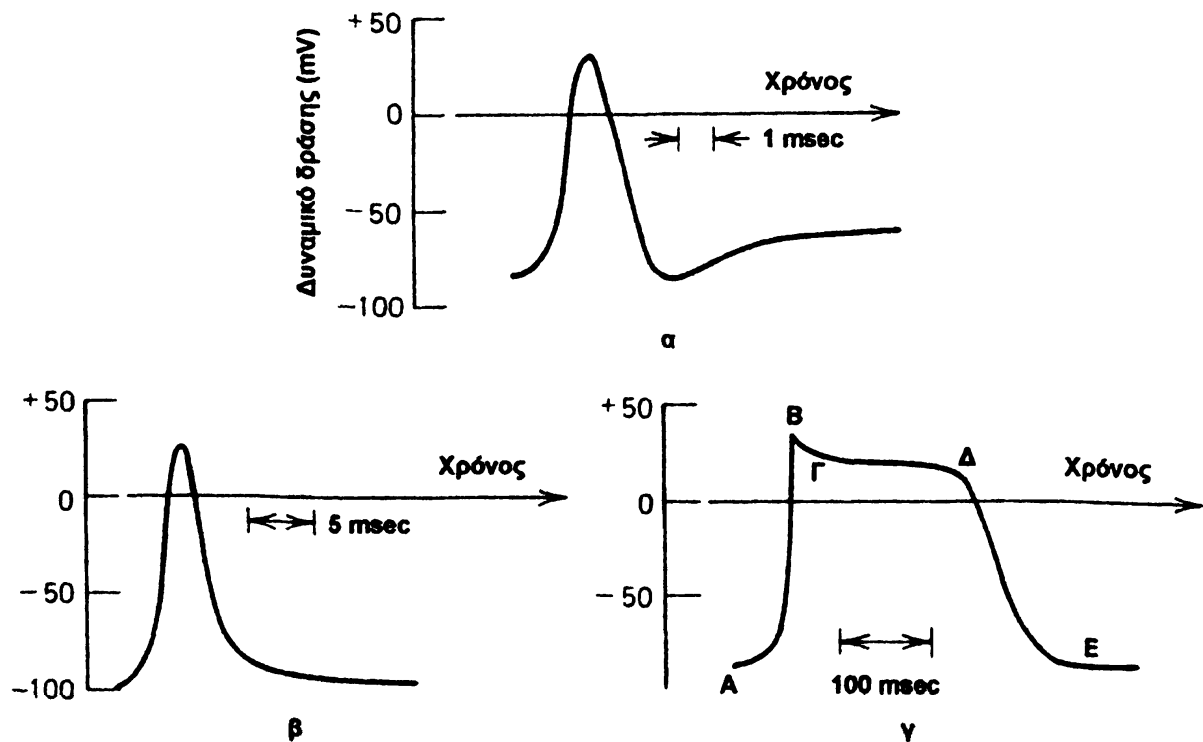 +50
Δυναμικό δράσης (mV)
Χρόνος
0
1 msec
−50
−100
α
+50
Χρόνος
0
5 msec
−50
−100
β
+50
Β
Γ
Δ
Χρόνος
0
−50
Α
Ε
100 msec
γ